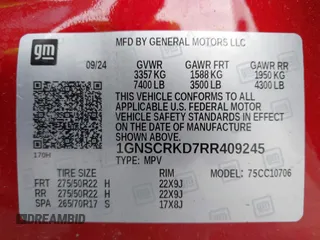 gm
MFD BY GENERAL MOTORS LLC
09/24 GVWR GAWR FRT GAWR RR
3357 KG 1588 KG 1950 KG
7400 LB 3500 LB 4300 LB
THIS VEHICLE CONFORMS TO ALL
APPLICABLE U.S. FEDERAL MOTOR
VEHICLE SAFETY STANDARDS IN EFFECT ON
THE DATE OF MANUFACTURE SHOWN ABOVE.
1GNSCRKD7RR409245
170H TYPE: MPV MODEL: 75CC10706
TIRE SIZE RIM
FRT 275/50R22 H 22X9J
RR 275/50R22 H 22X9J
SPA 265/70R17 S 17X8J
DREAMBID